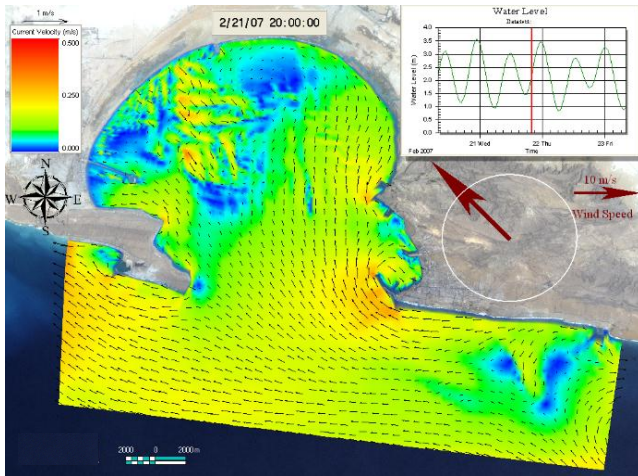 1 m/s
Current Velocity (m/s)
0.500
0.250
0.000
2/21/07 20:00:00
Water Level
Water Level (m)
4.0
3.5
3.0
2.5
2.0
1.5
1.0
0.5
0.0
21 Wed
22 Thu
23 Fri
Feb 2007
Time
N
W
E
S
10 m/s
Wind Speed
2000
0
2000m